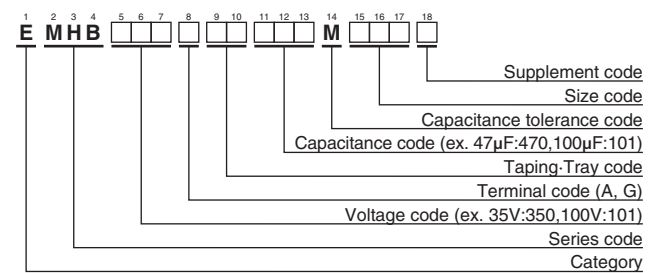 1 2 3 4 5 6 7 8 9 10 11 12 13 14 15 16 17 18
E MHB □□□ □ □□ □□□ M □□□ □
Supplement code
Size code
Capacitance tolerance code
Capacitance code (ex. 47µF:470,100µF:101)
Taping·Tray code
Terminal code (A, G)
Voltage code (ex. 35V:350,100V:101)
Series code
Category